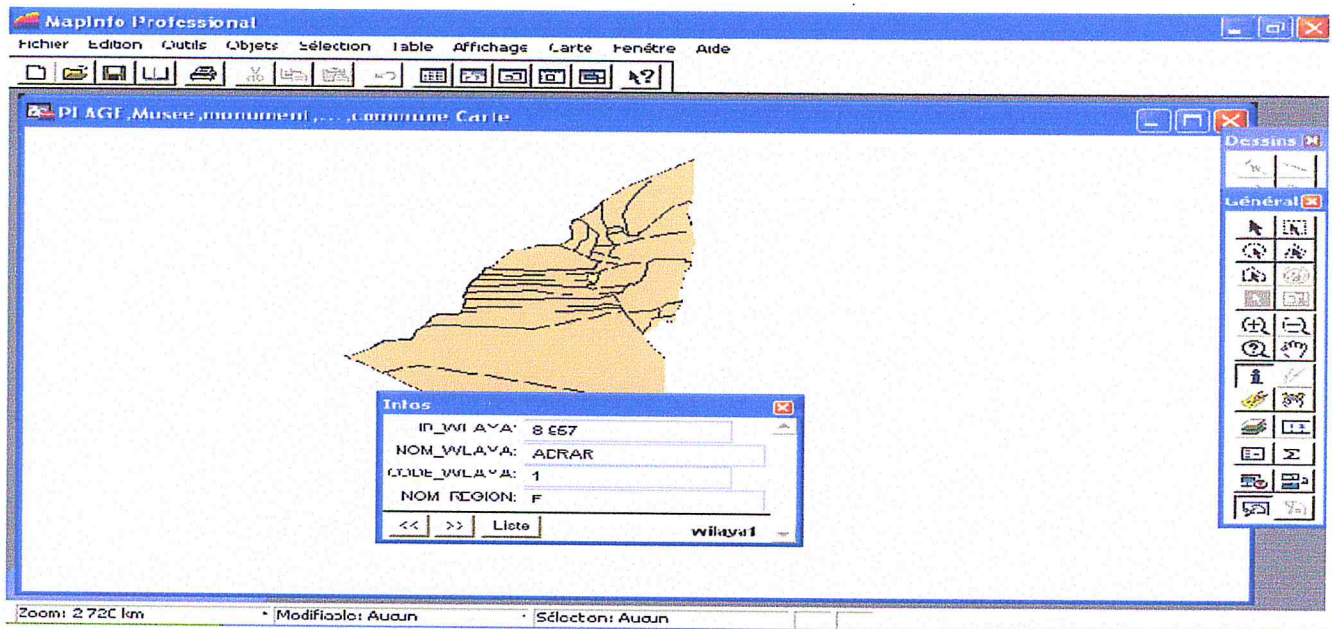 MapInfo Professional
Fichier Edition Outils Objets Sélection Table Affichage Carte Fenêtre Aide
PLAGE,Musee,monument,...,commune Carte
Dessins
Général
Infos
ID_WILAYA: 8 657
NOM_WILAYA: ADRAR
CODE_WILAYA: 1
NOM_REGION: F
<< >> Liste wilaya1
Zoom: 2 720 km Modifiable: Aucun Sélection: Aucun